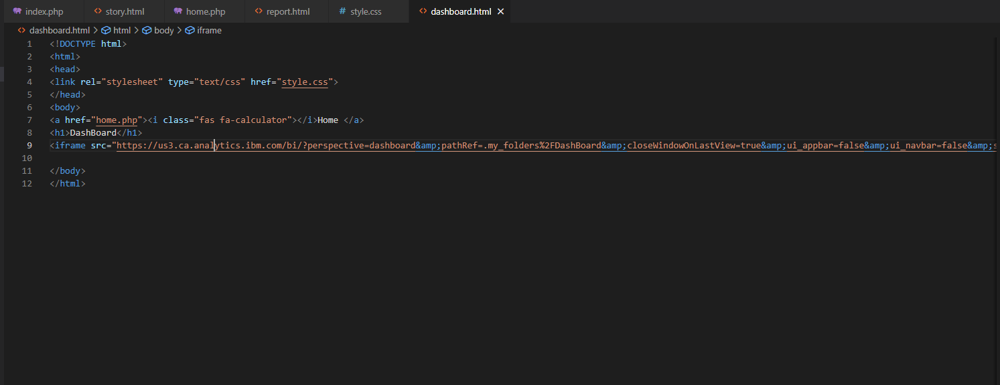 index.php story.html home.php report.html # style.css dashboard.html
dashboard.html > html > body > iframe
1 <!DOCTYPE html>
2 <html>
3 <head>
4 <link rel="stylesheet" type="text/css" href="style.css">
5 </head>
6 <body>
7 <a href="home.php"><i class="fas fa-calculator"></i>Home </a>
8 <h1>DashBoard</h1>
9 <iframe src="https://us3.ca.analytics.ibm.com/bi/?perspective=dashboard&amp;pathRef=.my_folders%2FDashBoard&amp;closeWindowOnLastView=true&amp;ui_appbar=false&amp;ui_navbar=false&amp;s
10
11 </body>
12 </html>